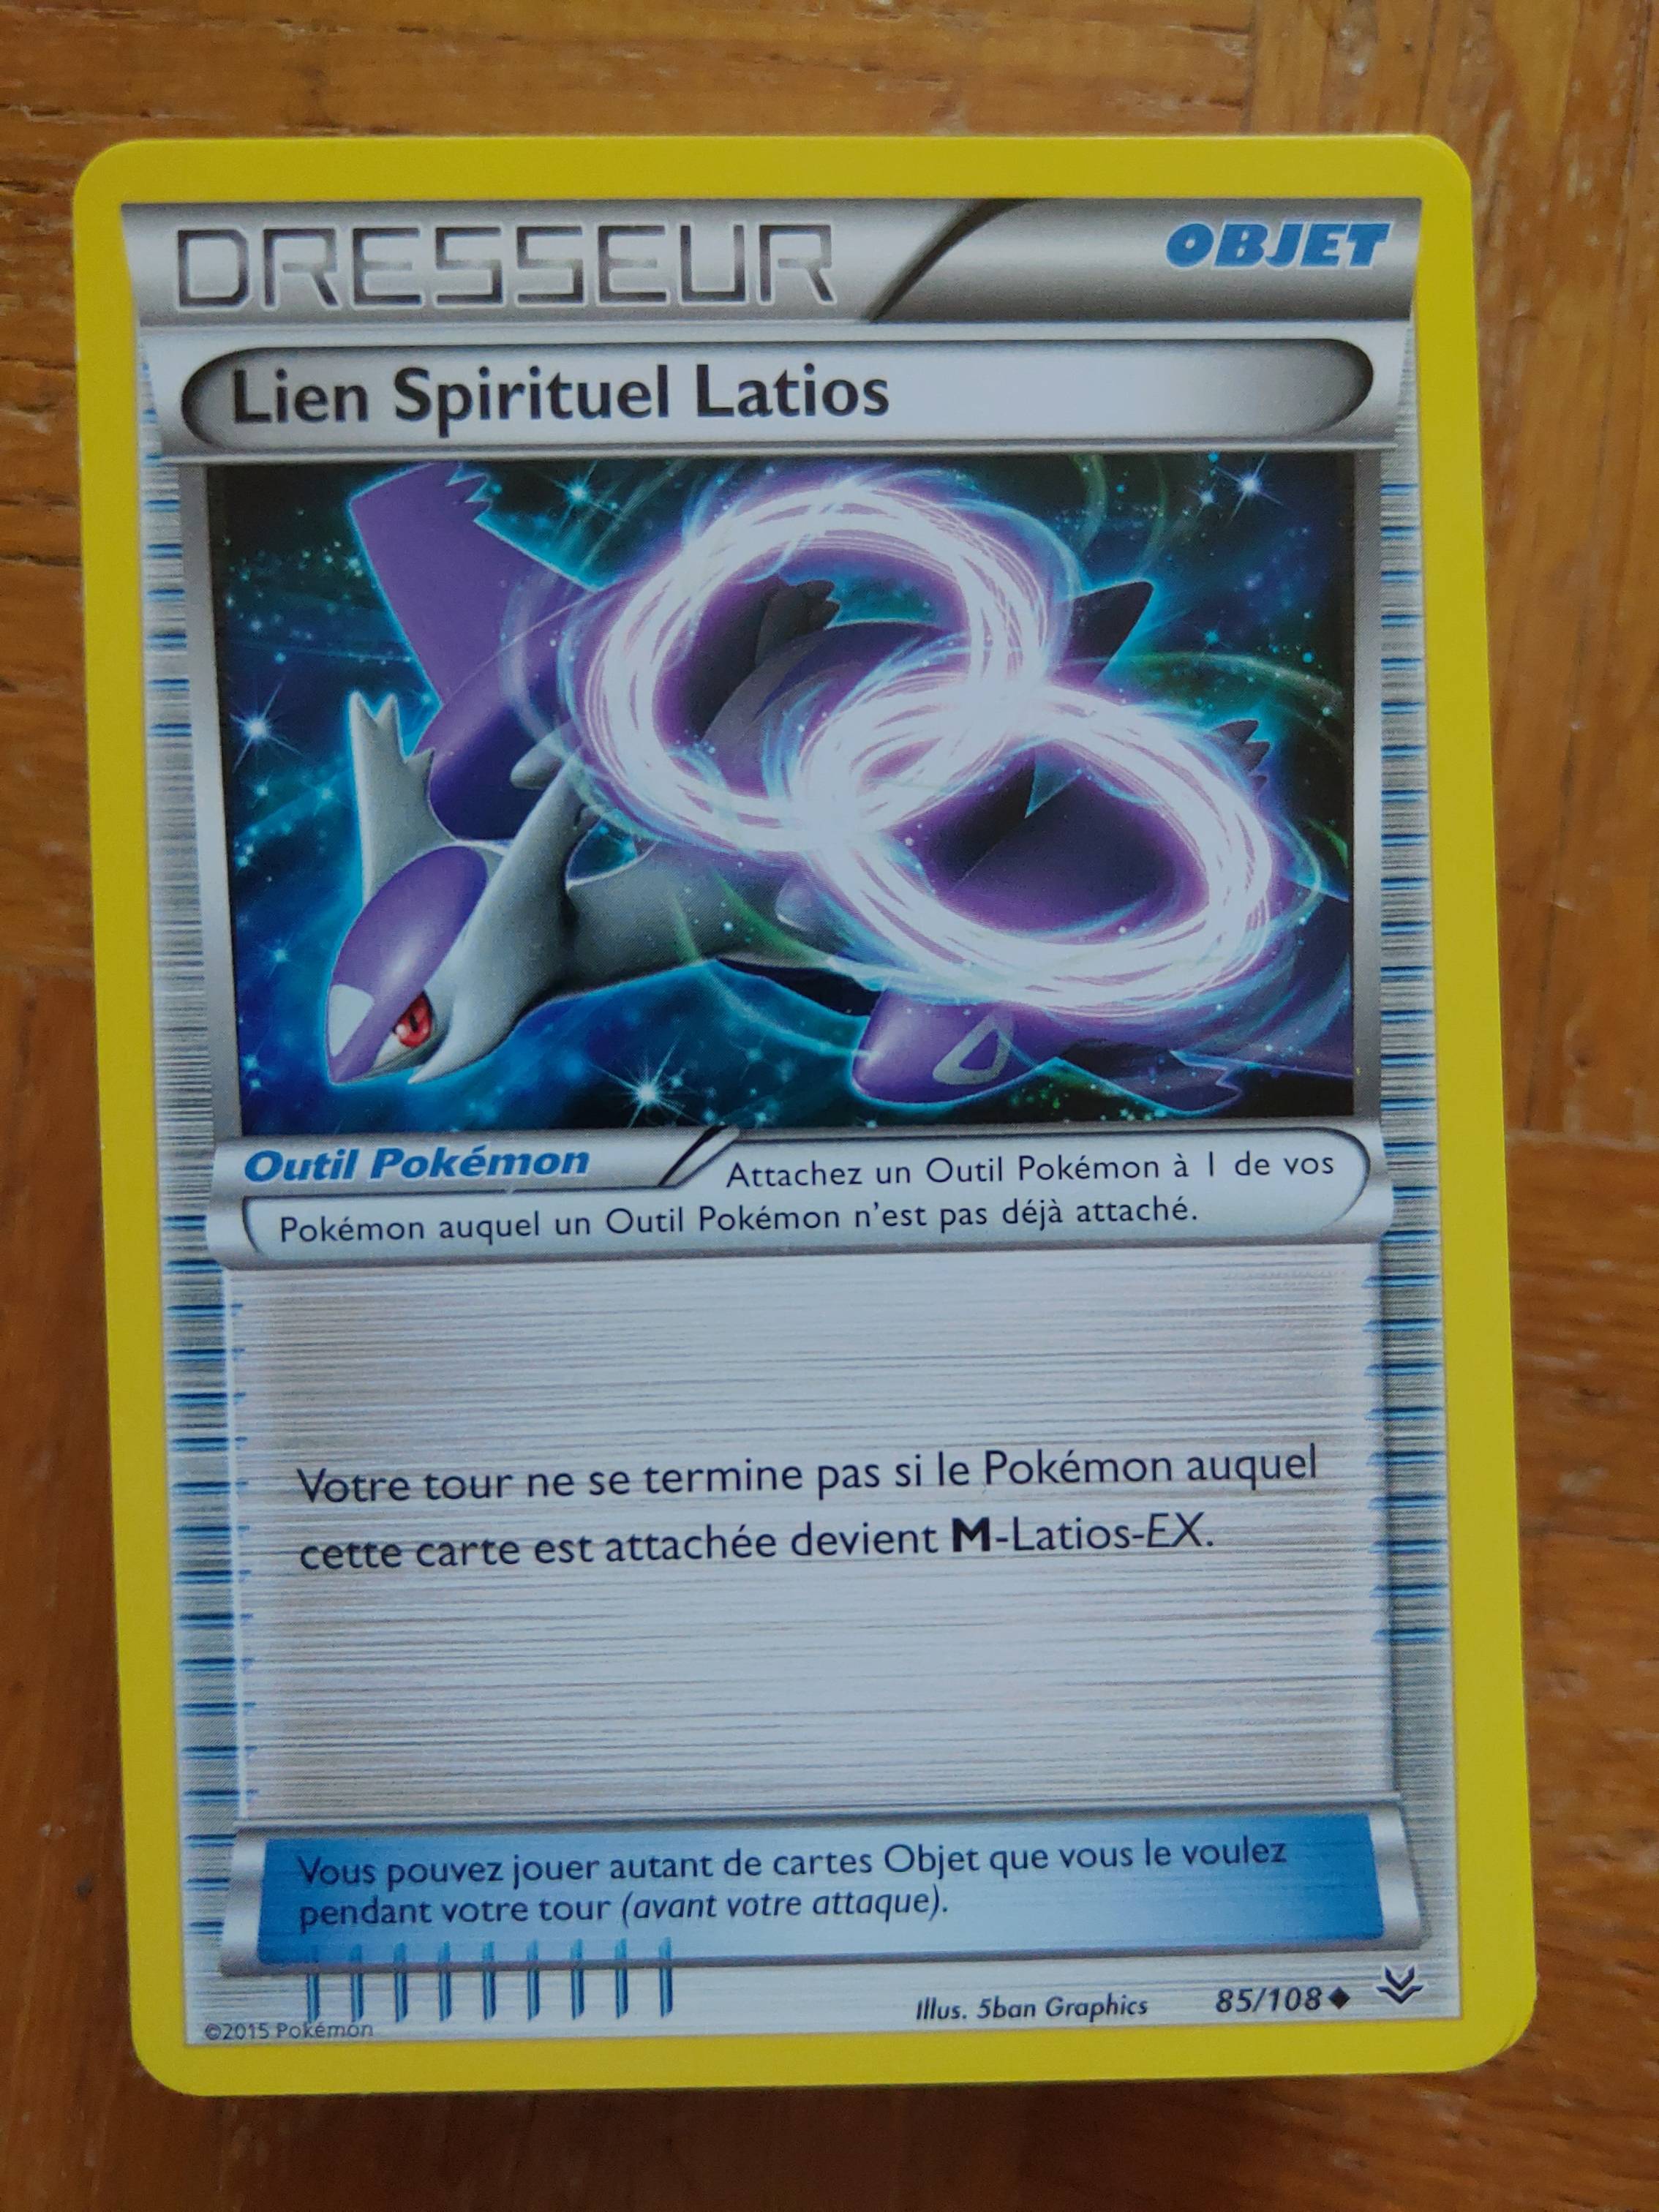 DRESSEUR
OBJET
Lien Spirituel Latios
Outil Pokémon
Attachez un Outil Pokémon à 1 de vos
Pokémon auquel un Outil Pokémon n'est pas déjà attaché.
Votre tour ne se termine pas si le Pokémon auquel
cette carte est attachée devient M-Latios-EX.
Vous pouvez jouer autant de cartes Objet que vous le voulez
pendant votre tour (avant votre attaque).
Illus. 5ban Graphics
85/108
©2015 Pokémon